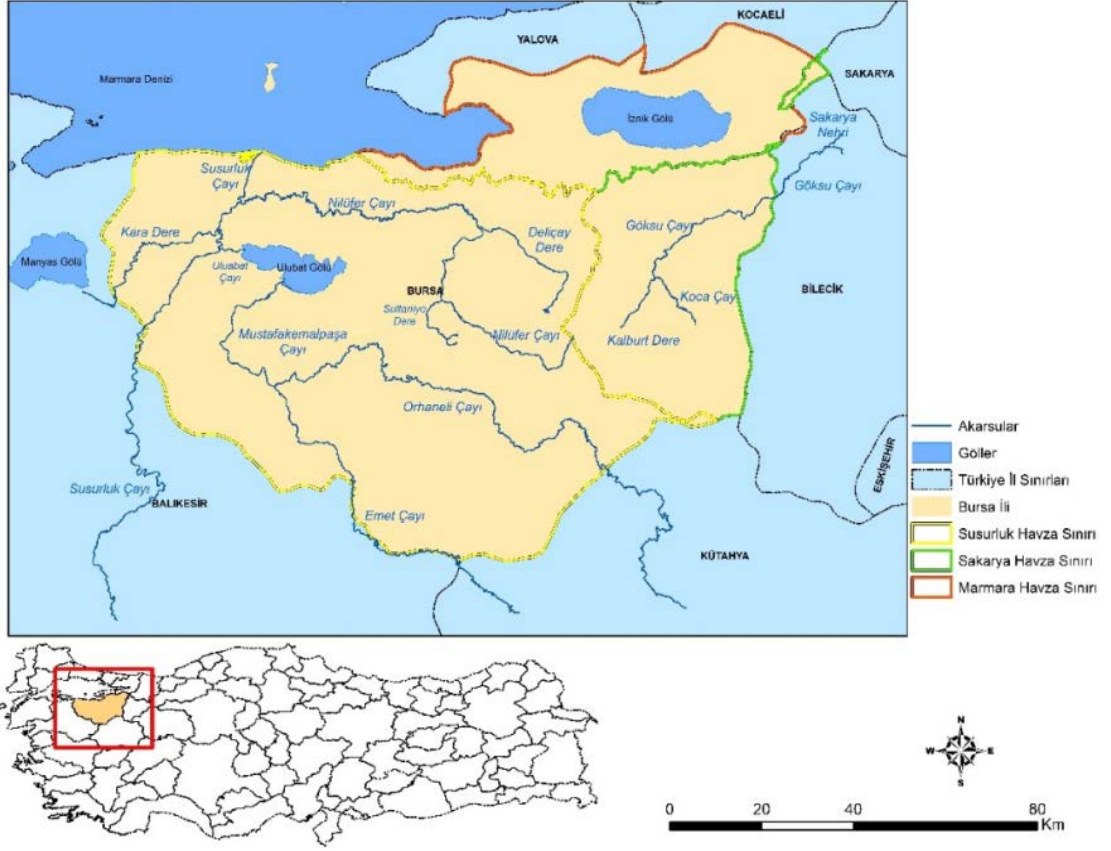 KOCAELİ
YALOVA
Marmara Denizi
SAKARYA
İznik Gölü
Sakarya
Nehri
Susurluk
Çayı
Göksu Çayı
Nilüfer Çayı
Kara Dere
Deliçay
Dere
Göksu Çayı
Manyas Gölü
Uluabat
Çayı
Ulubat Gölü
BURSA
BİLECİK
Koca Çay
Sultaniye
Dere
Mustafakemalpaşa
Çayı
Nilüfer Çayı
Kalburt Dere
Orhaneli Çayı
Susurluk Çayı
BALIKESİR
Emet Çayı
KÜTAHYA
ESKİŞEHİR
Akarsular
Göller
Türkiye İl Sınırları
Bursa İli
Susurluk Havza Sınırı
Sakarya Havza Sınırı
Marmara Havza Sınırı
N
W E
S
0 20 40 80
Km